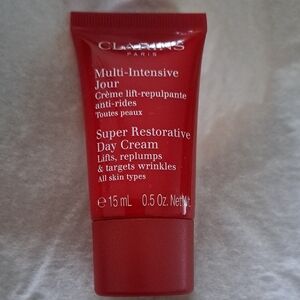 CLARINS
PARIS
Multi-Intensive
Jour
Crème lift-repulpante
anti-rides
Toutes peaux
Super Restorative
Day Cream
Lifts, replumps
& targets wrinkles
All skin types
℮ 15 mL 0.5 Oz. Net Wt.